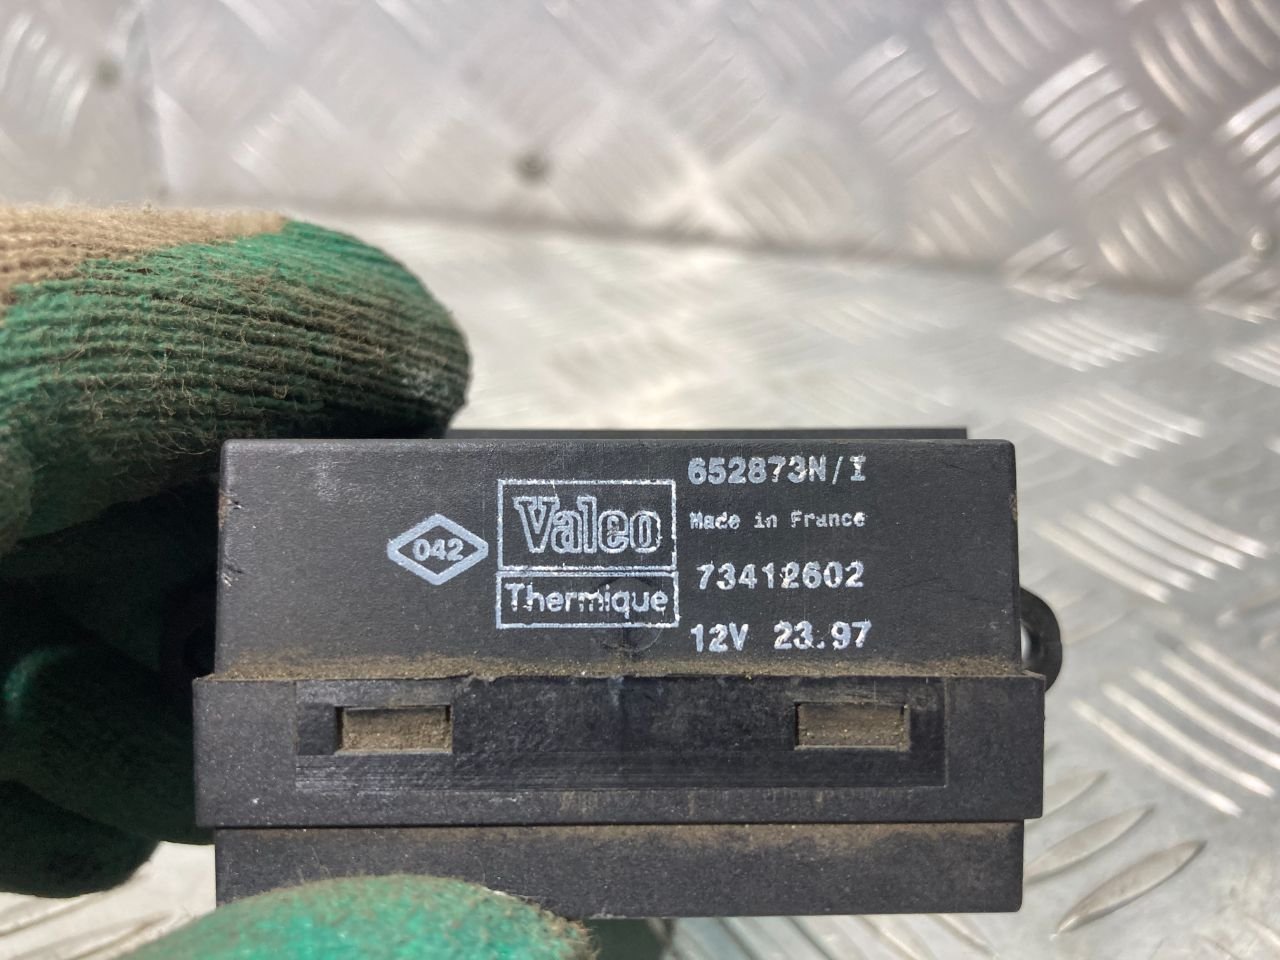 652873N/I
042
Valeo
Thermique
Made in France
73412602
12V 23.97